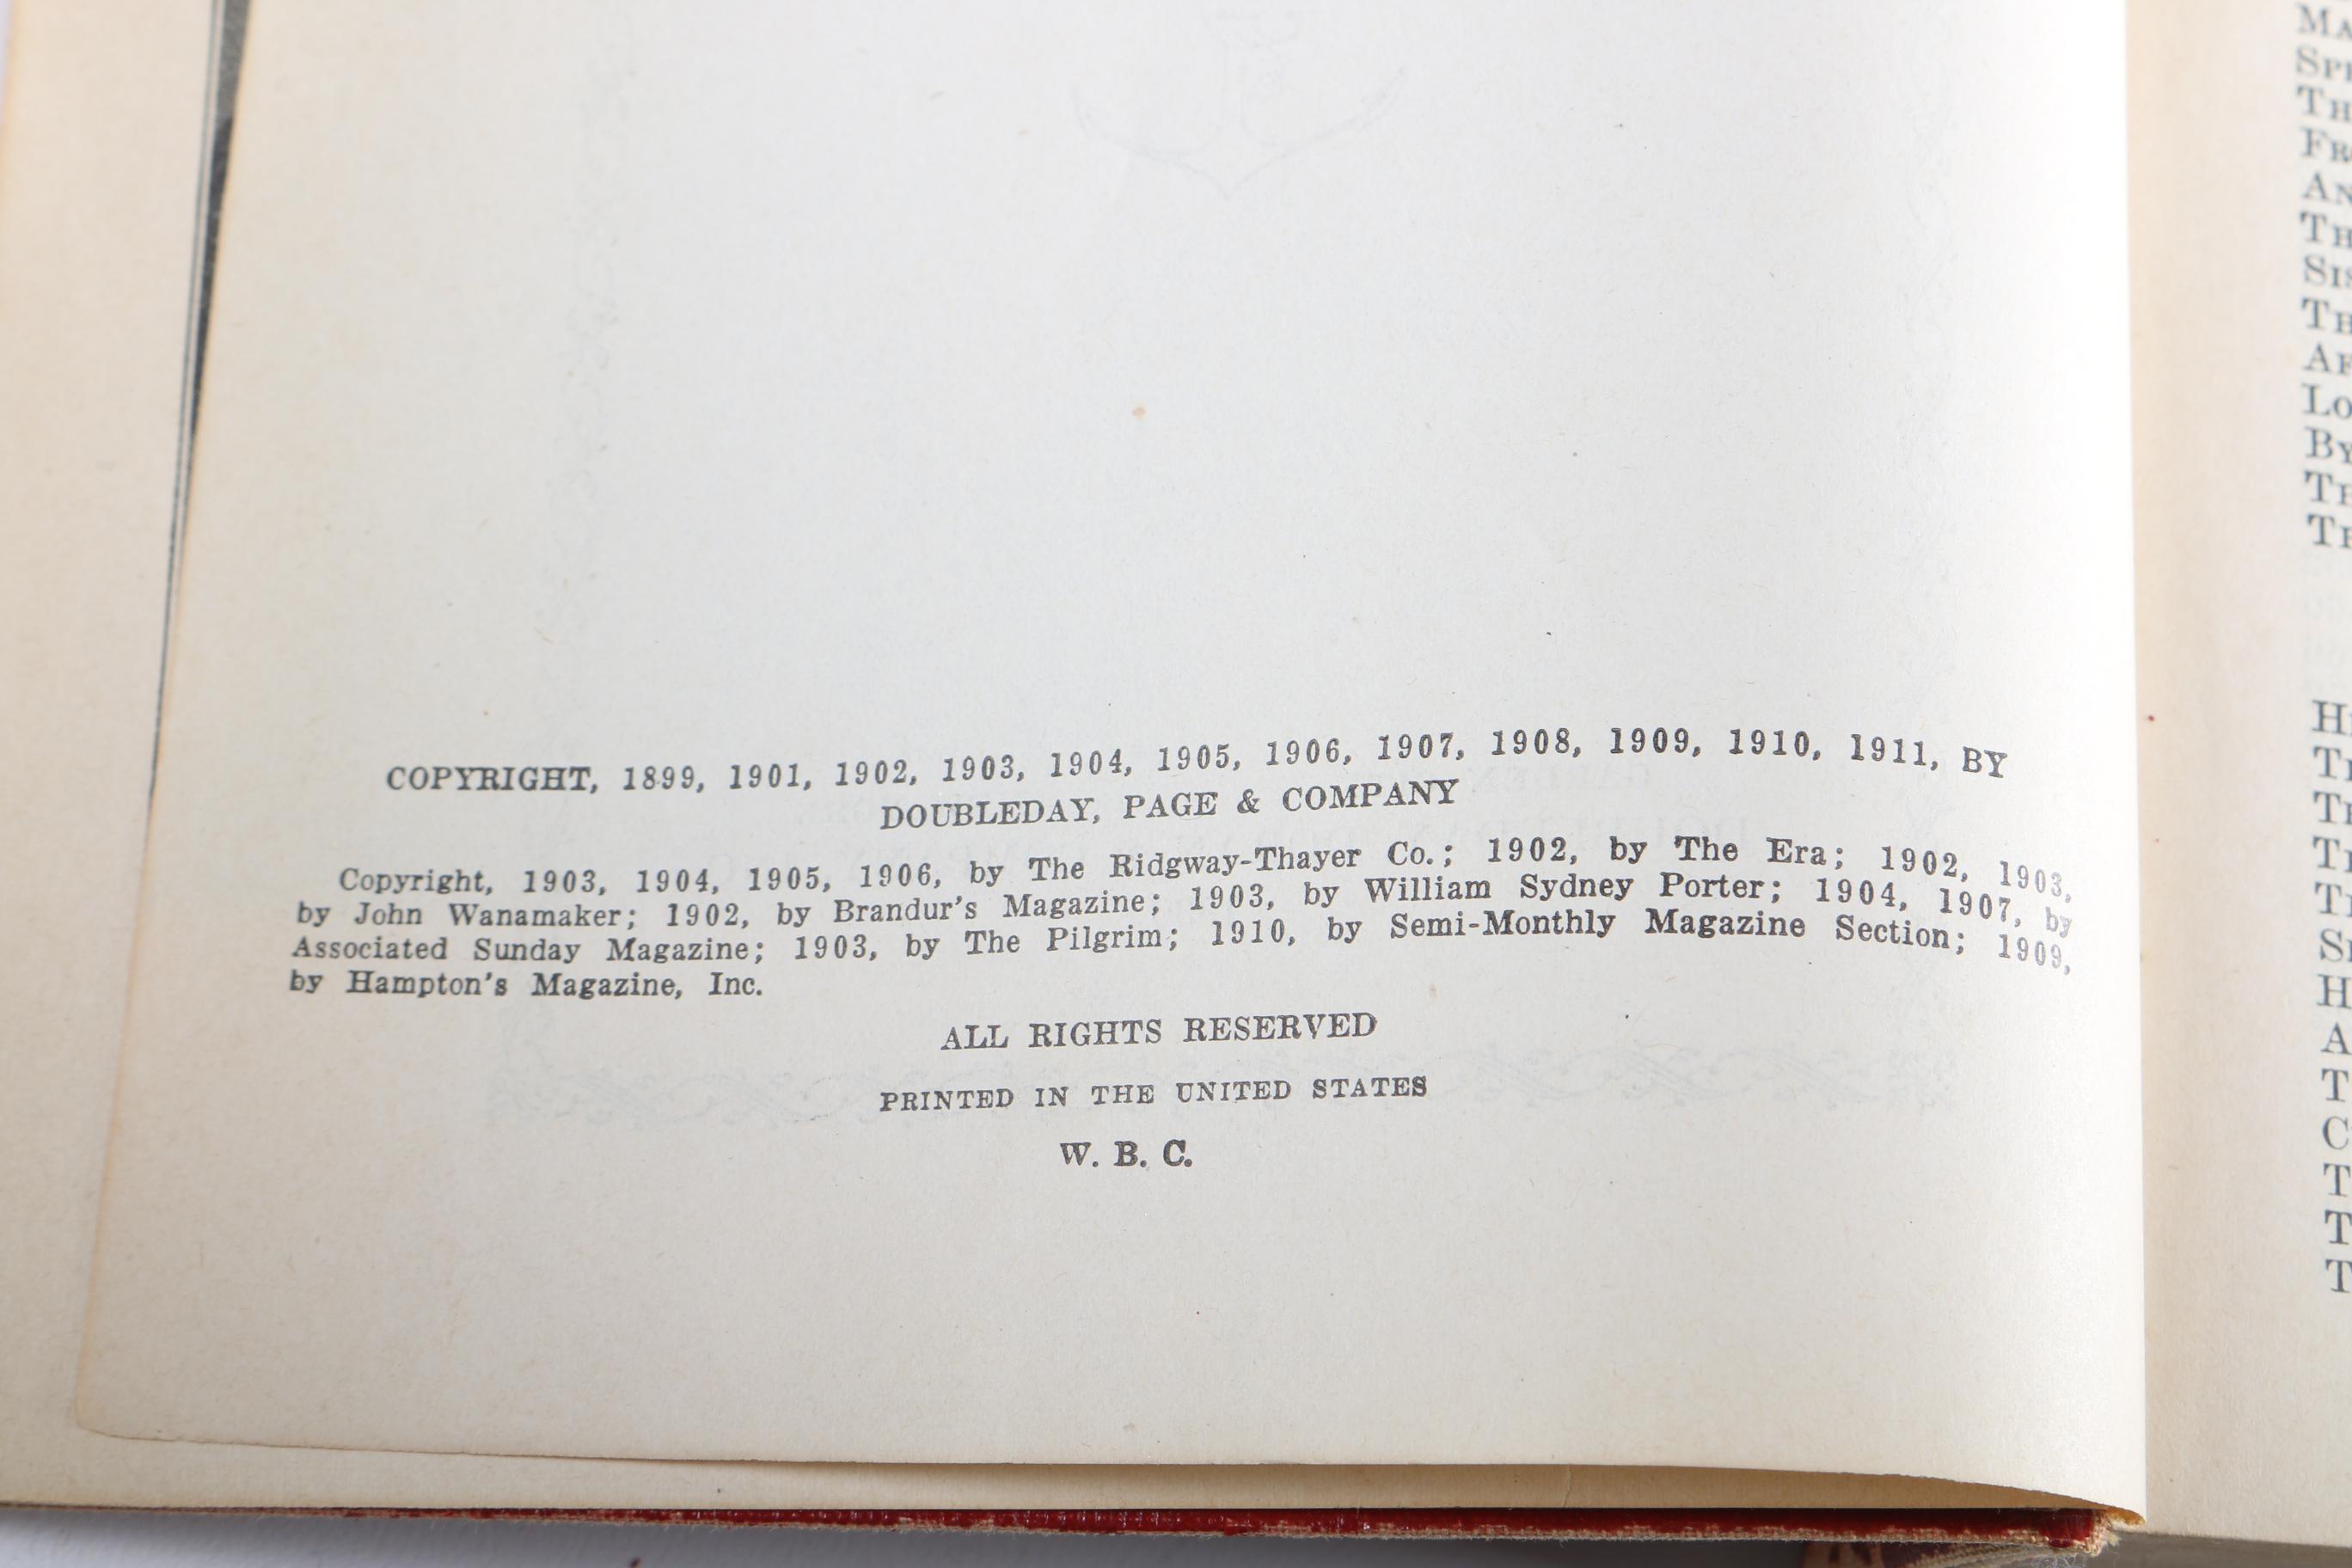 COPYRIGHT, 1899, 1901, 1902, 1903, 1904, 1905, 1906, 1907, 1908, 1909, 1910, 1911, BY
DOUBLEDAY, PAGE & COMPANY
Copyright, 1903, 1904, 1905, 1906, by The Ridgway-Thayer Co.; 1902, by The Era; 1902, 1903,
by John Wanamaker; 1902, by Brandur's Magazine; 1903, by William Sydney Porter; 1904, 1907, by
Associated Sunday Magazine; 1903, by The Pilgrim; 1910, by Semi-Monthly Magazine Section; 1909,
by Hampton's Magazine, Inc.
ALL RIGHTS RESERVED
PRINTED IN THE UNITED STATES
W. B. C.